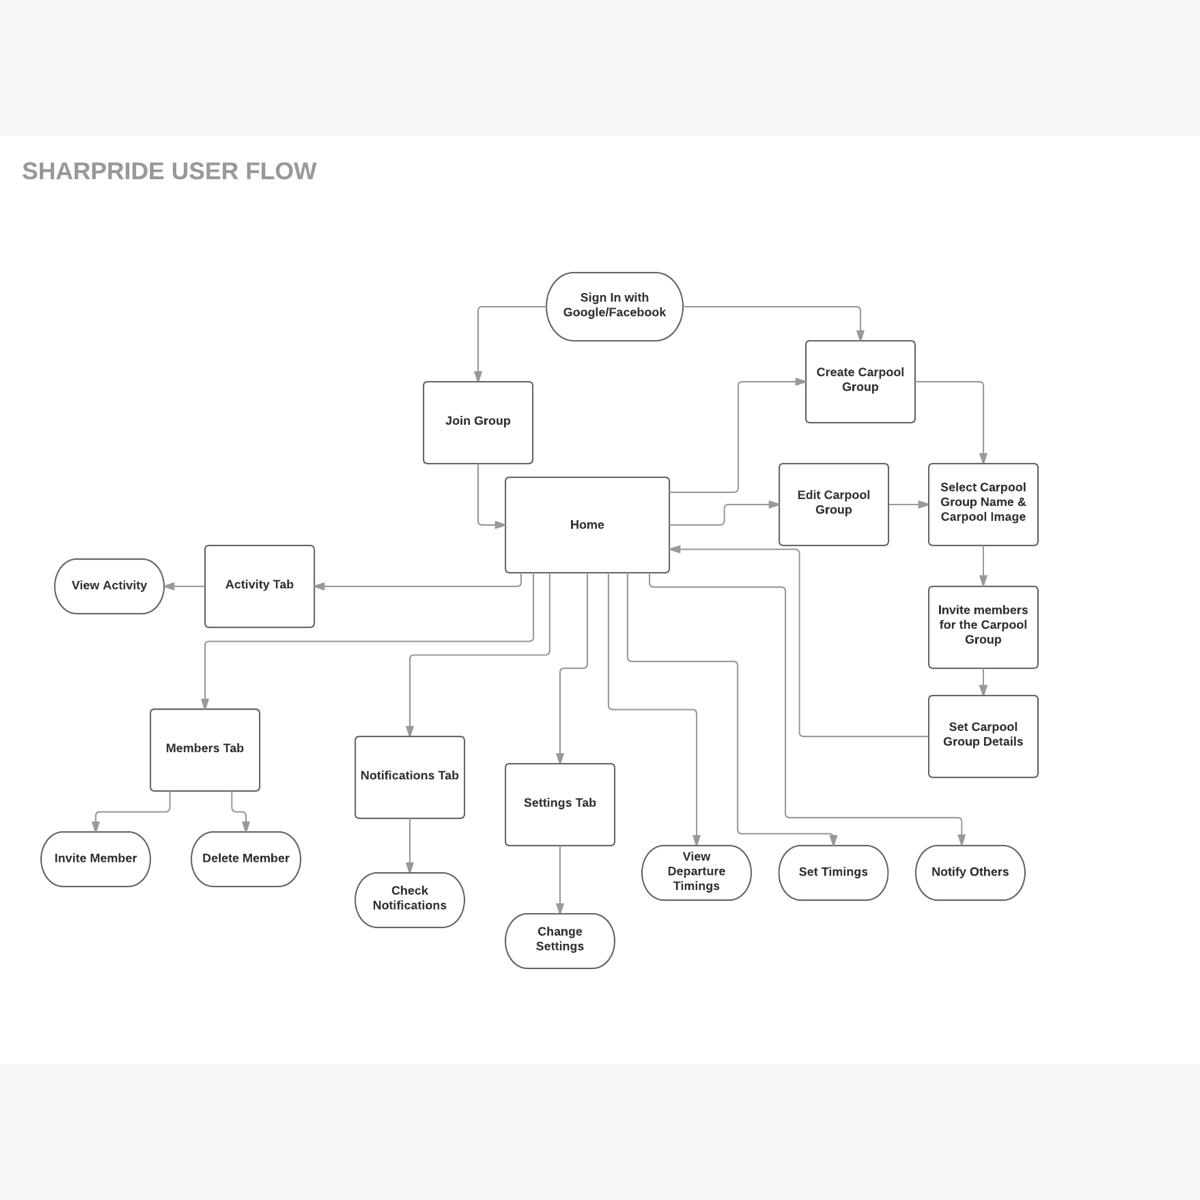 SHARPRIDE USER FLOW
Sign In with
Google/Facebook
Create Carpool
Group
Join Group
Home
Edit Carpool
Group
Select Carpool
Group Name &
Carpool Image
View Activity
Activity Tab
Invite members
for the Carpool
Group
Set Carpool
Group Details
Members Tab
Notifications Tab
Settings Tab
Invite Member
Delete Member
Check
Notifications
Change
Settings
View
Departure
Timings
Set Timings
Notify Others